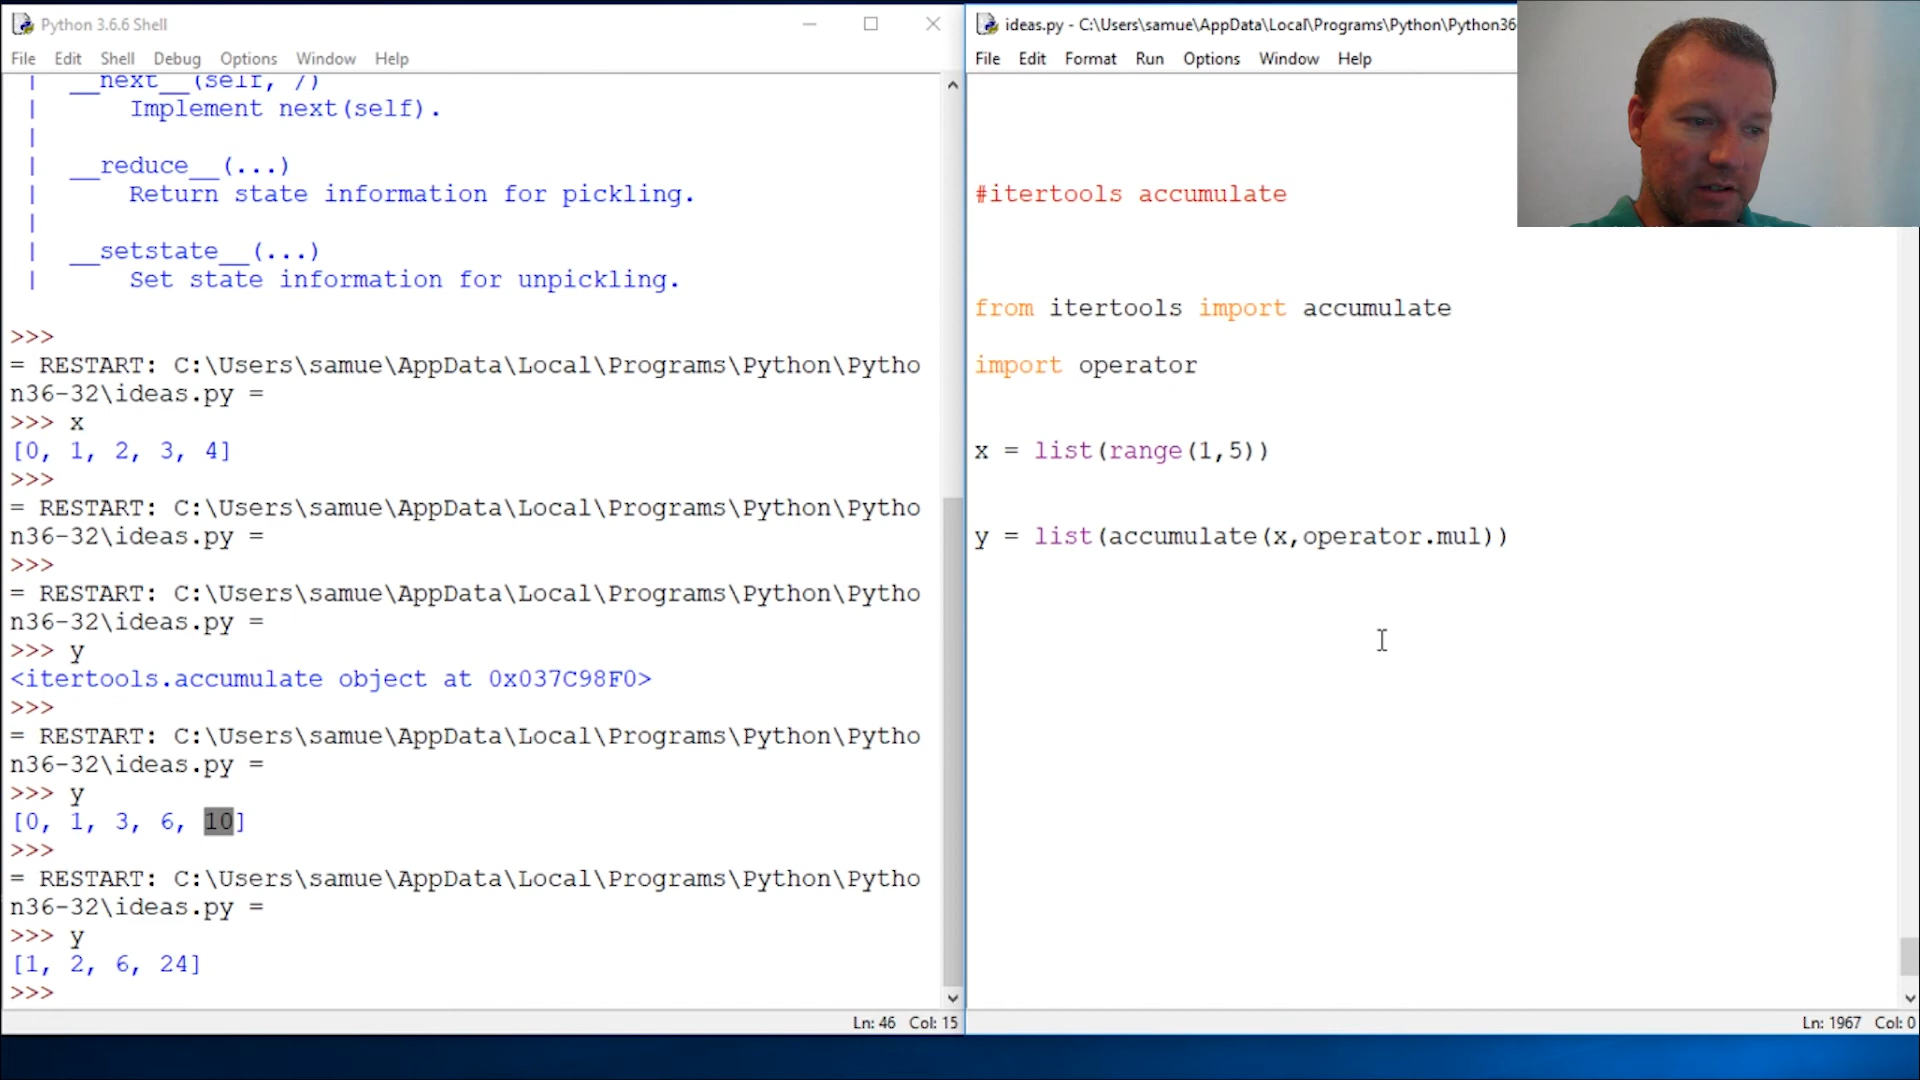 Python 3.6.6 Shell
File Edit Shell Debug Options Window Help
| __next__(self, /)
| Implement next(self).
|
| __reduce__(...)
| Return state information for pickling.
|
| __setstate__(...)
| Set state information for unpickling.
>>>
= RESTART: C:\Users\samue\AppData\Local\Programs\Python\Pytho
n36-32\ideas.py =
>>> x
[0, 1, 2, 3, 4]
>>>
= RESTART: C:\Users\samue\AppData\Local\Programs\Python\Pytho
n36-32\ideas.py =
>>>
= RESTART: C:\Users\samue\AppData\Local\Programs\Python\Pytho
n36-32\ideas.py =
>>> y
<itertools.accumulate object at 0x037C98F0>
>>>
= RESTART: C:\Users\samue\AppData\Local\Programs\Python\Pytho
n36-32\ideas.py =
>>> y
[0, 1, 3, 6, 10]
>>>
= RESTART: C:\Users\samue\AppData\Local\Programs\Python\Pytho
n36-32\ideas.py =
>>> y
[1, 2, 6, 24]
>>>
Ln: 46 Col: 15
ideas.py - C:\Users\samue\AppData\Local\Programs\Python\Python36
File Edit Format Run Options Window Help
#itertools accumulate
from itertools import accumulate
import operator
x = list(range(1,5))
y = list(accumulate(x,operator.mul))
Ln: 1967 Col: 0